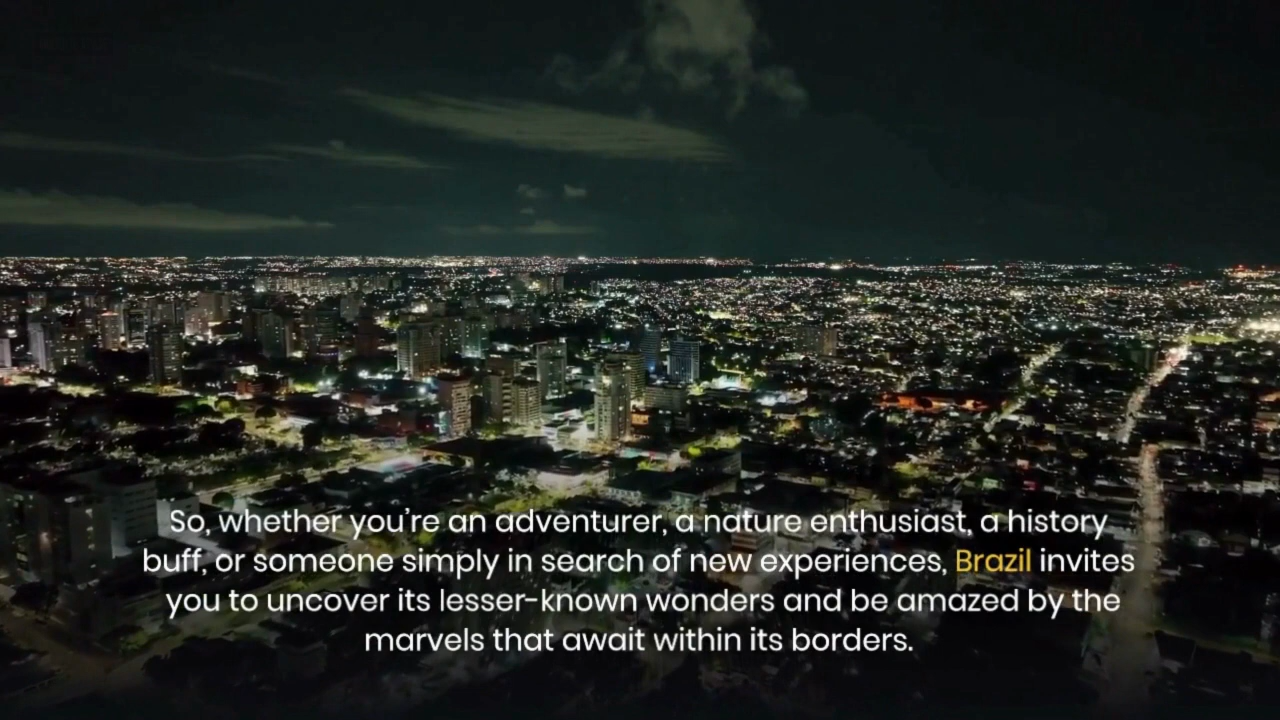 So, whether you're an adventurer, a nature enthusiast, a history
buff, or someone simply in search of new experiences, Brazil invites
you to uncover its lesser-known wonders and be amazed by the
marvels that await within its borders.